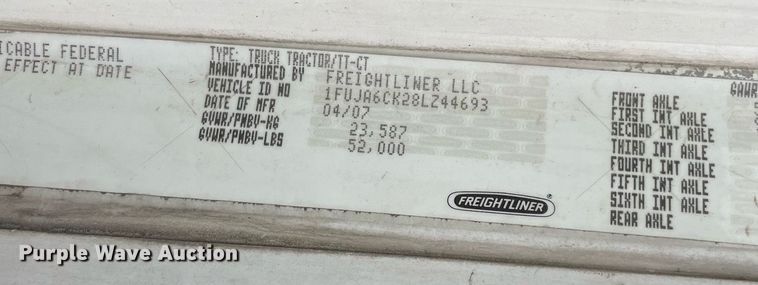 ICABLE FEDERAL
EFFECT AT DATE
TYPE: TRUCK TRACTOR/TT-CT
MANUFACTURED BY FREIGHTLINER LLC
VEHICLE ID NO 1FUJA6CK28LZ44693
DATE OF MFR 04/07
GVWR/PNBV-KG 23,587
GVWR/PNBV-LBS 52,000
FREIGHTLINER
GAWR
FRONT AXLE
FIRST INT AXLE
SECOND INT AXLE
THIRD INT AXLE
FOURTH INT AXLE
FIFTH INT AXLE
SIXTH INT AXLE
REAR AXLE
Purple Wave Auction